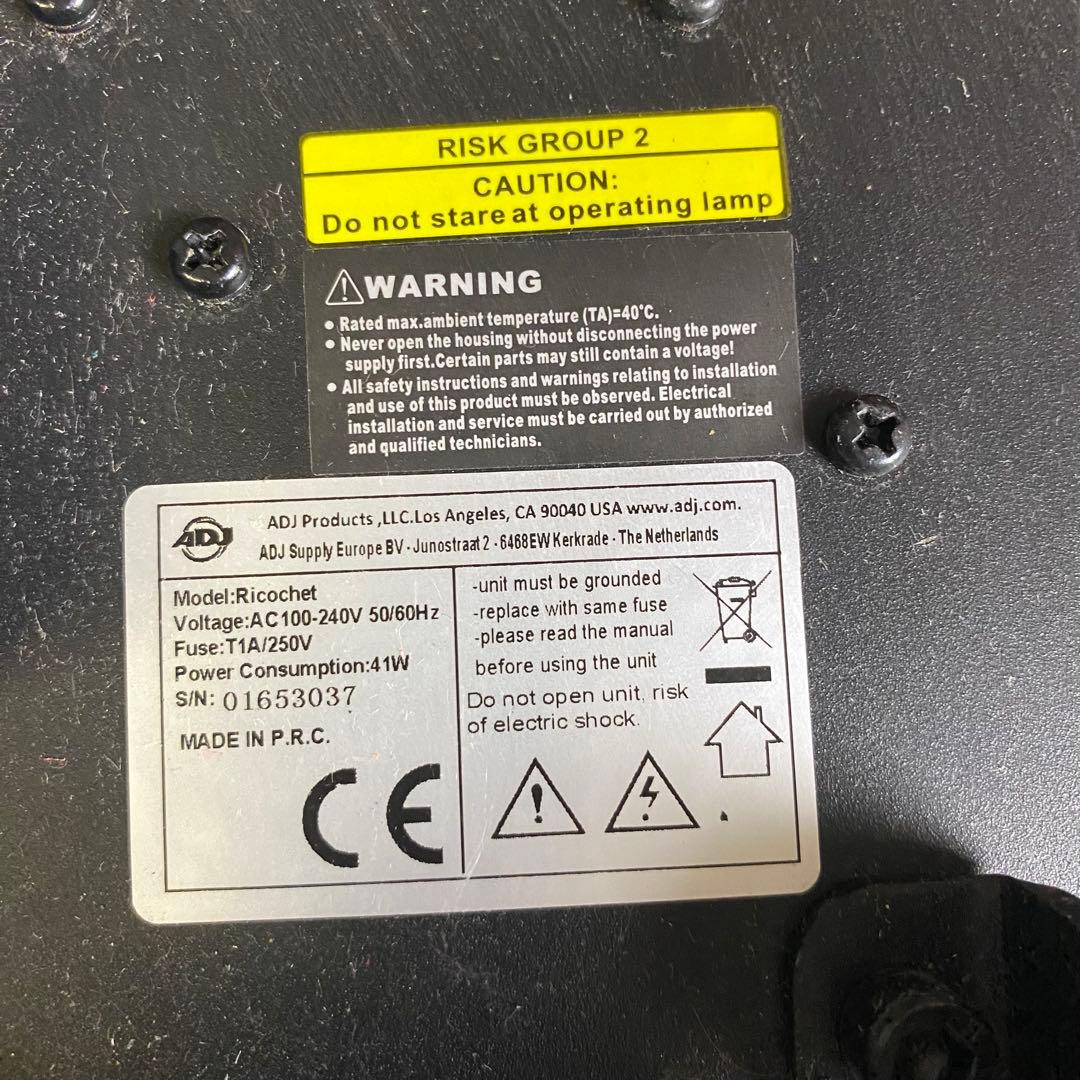 RISK GROUP 2
CAUTION:
Do not stare at operating lamp
WARNING
● Rated max.ambient temperature (TA)=40°C.
● Never open the housing without disconnecting the power
supply first.Certain parts may still contain a voltage!
● All safety instructions and warnings relating to installation
and use of this product must be observed. Electrical
installation and service must be carried out by authorized
and qualified technicians.
ADJ
ADJ Products ,LLC.Los Angeles, CA 90040 USA www.adj.com.
ADJ Supply Europe BV - Junostraat 2 - 6468EW Kerkrade - The Netherlands
Model:Ricochet
Voltage:AC100-240V 50/60Hz
Fuse:T1A/250V
Power Consumption:41W
S/N: 01653037
MADE IN P.R.C.
CE
-unit must be grounded
-replace with same fuse
-please read the manual
before using the unit
Do not open unit, risk
of electric shock.